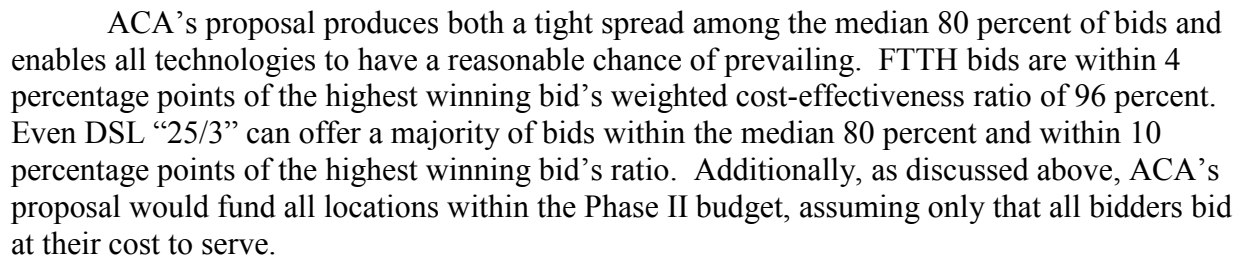 ACA’s proposal produces both a tight spread among the median 80 percent of bids and
enables all technologies to have a reasonable chance of prevailing.  FTTH bids are within 4
percentage points of the highest winning bid’s weighted cost-effectiveness ratio of 96 percent.
Even DSL “25/3” can offer a majority of bids within the median 80 percent and within 10
percentage points of the highest winning bid’s ratio.  Additionally, as discussed above, ACA’s
proposal would fund all locations within the Phase II budget, assuming only that all bidders bid
at their cost to serve.